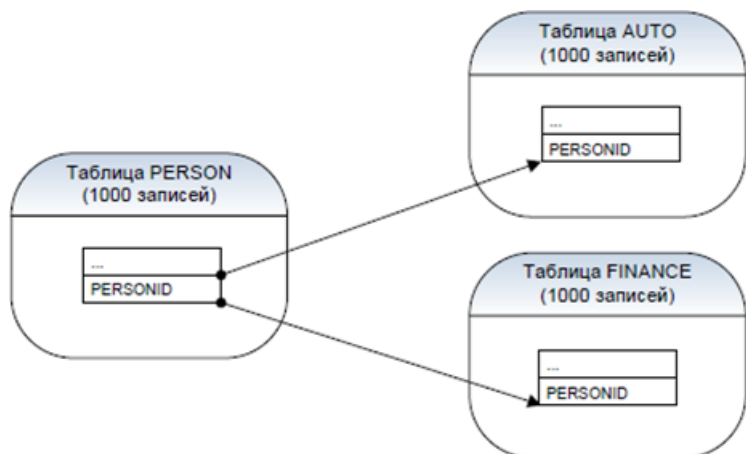 Таблица AUTO
(1000 записей)
...
PERSONID
Таблица PERSON
(1000 записей)
...
PERSONID
Таблица FINANCE
(1000 записей)
...
PERSONID